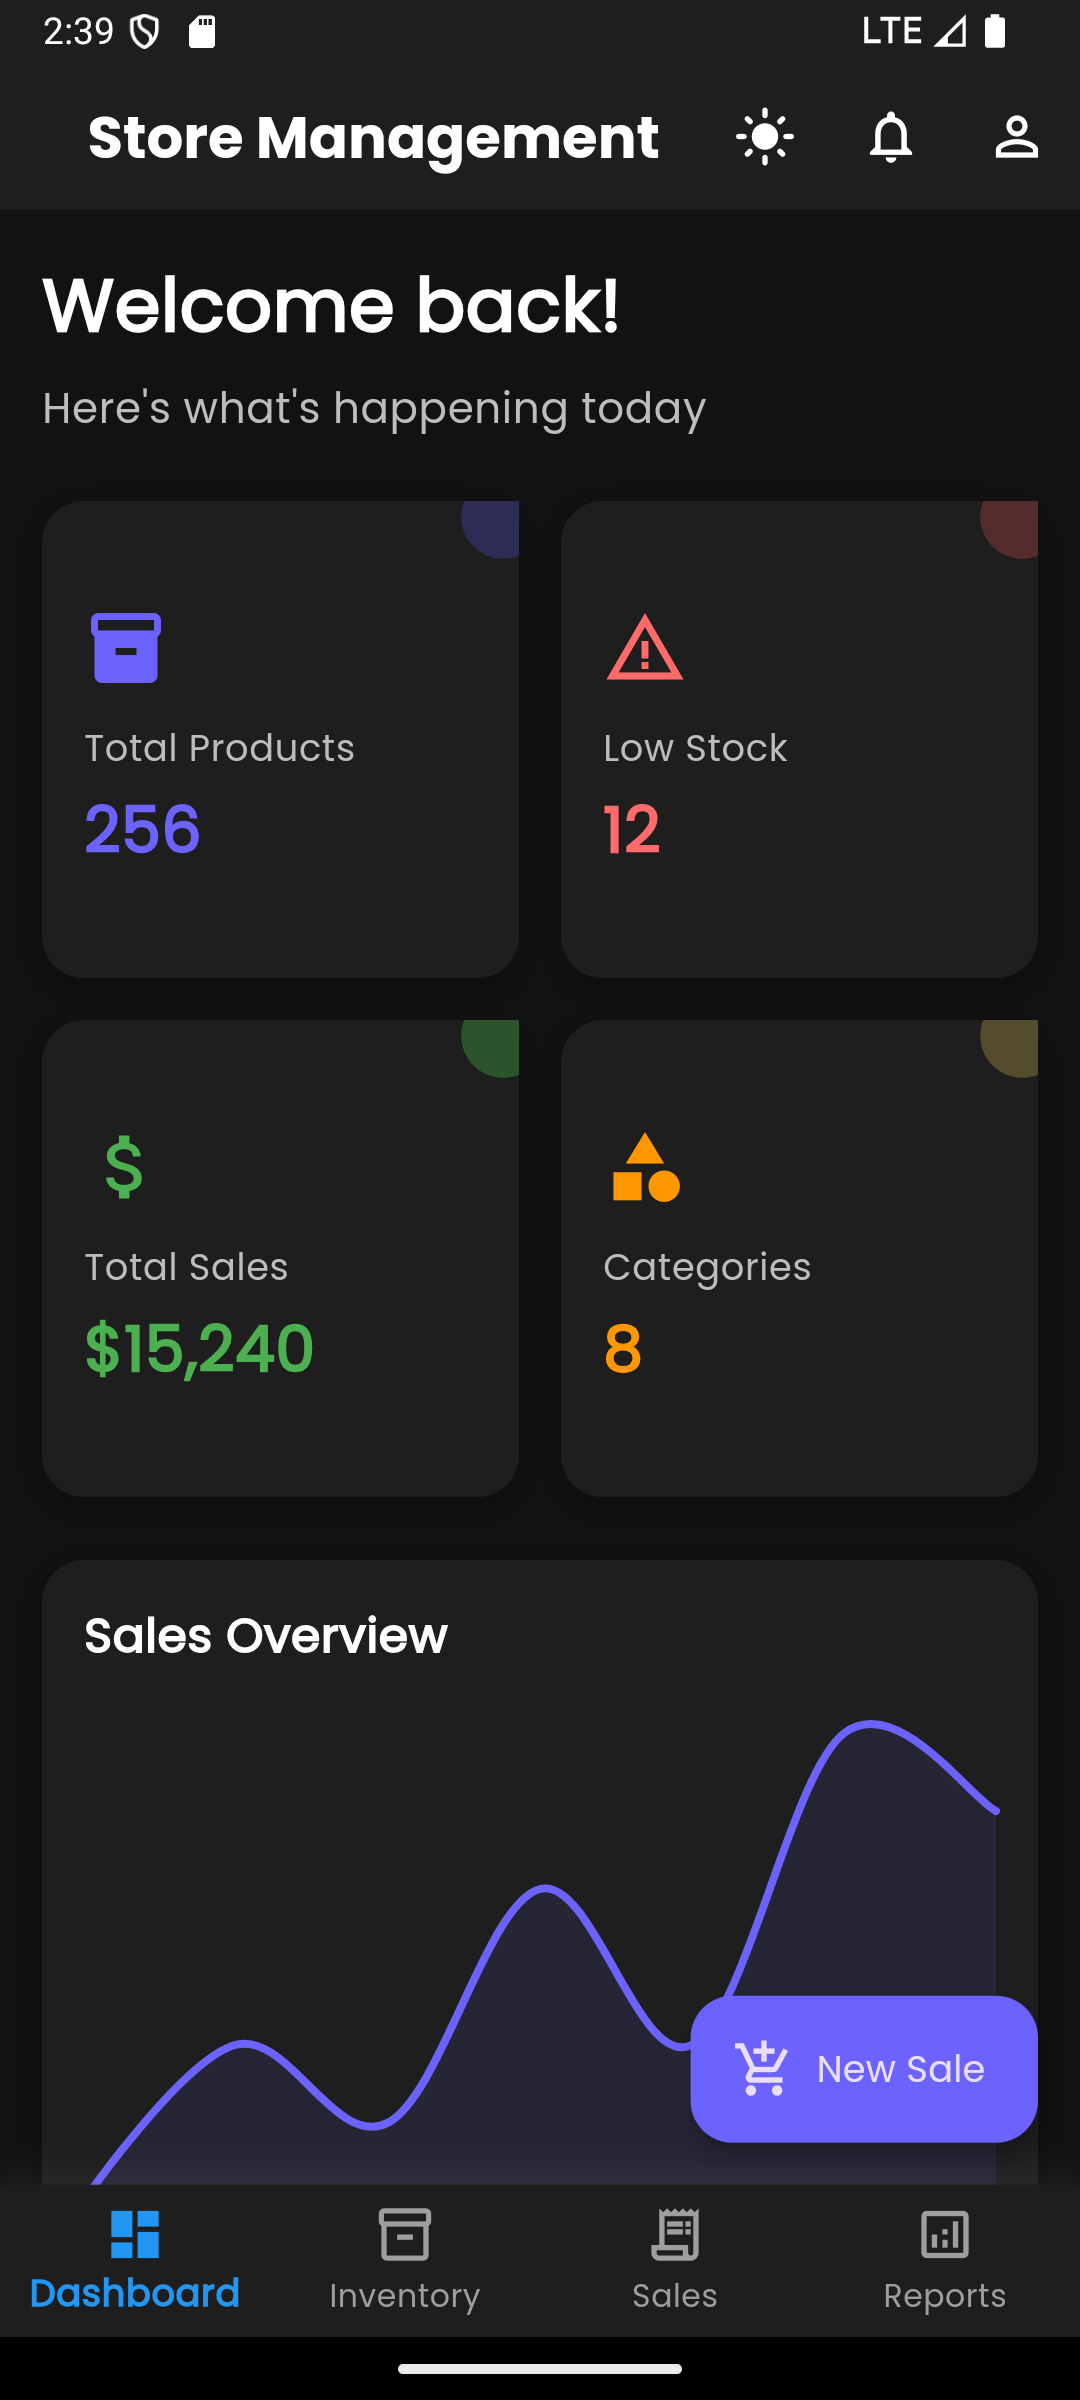 2:39
LTE
Store Management
Welcome back!
Here's what's happening today
Total Products
256
Low Stock
12
Total Sales
$15,240
Categories
8
Sales Overview
New Sale
Dashboard
Inventory
Sales
Reports